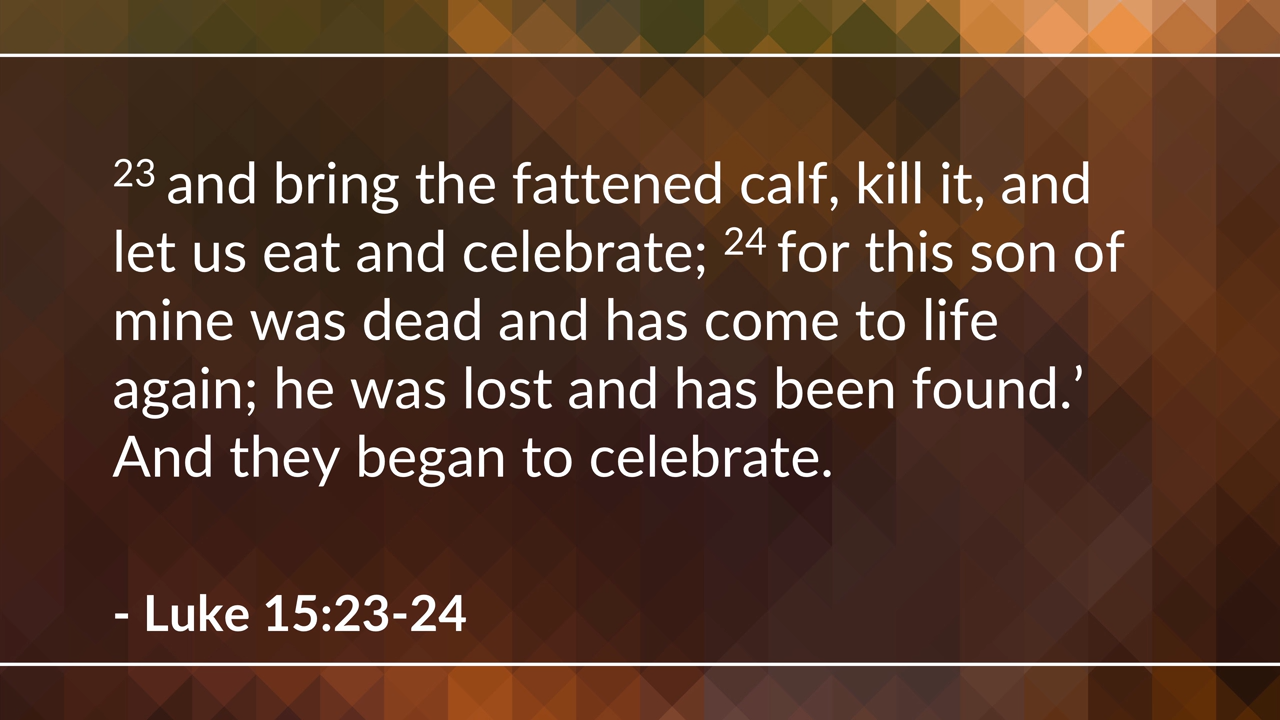 23 and bring the fattened calf, kill it, and
let us eat and celebrate; 24 for this son of
mine was dead and has come to life
again; he was lost and has been found.’
And they began to celebrate.
- Luke 15:23-24